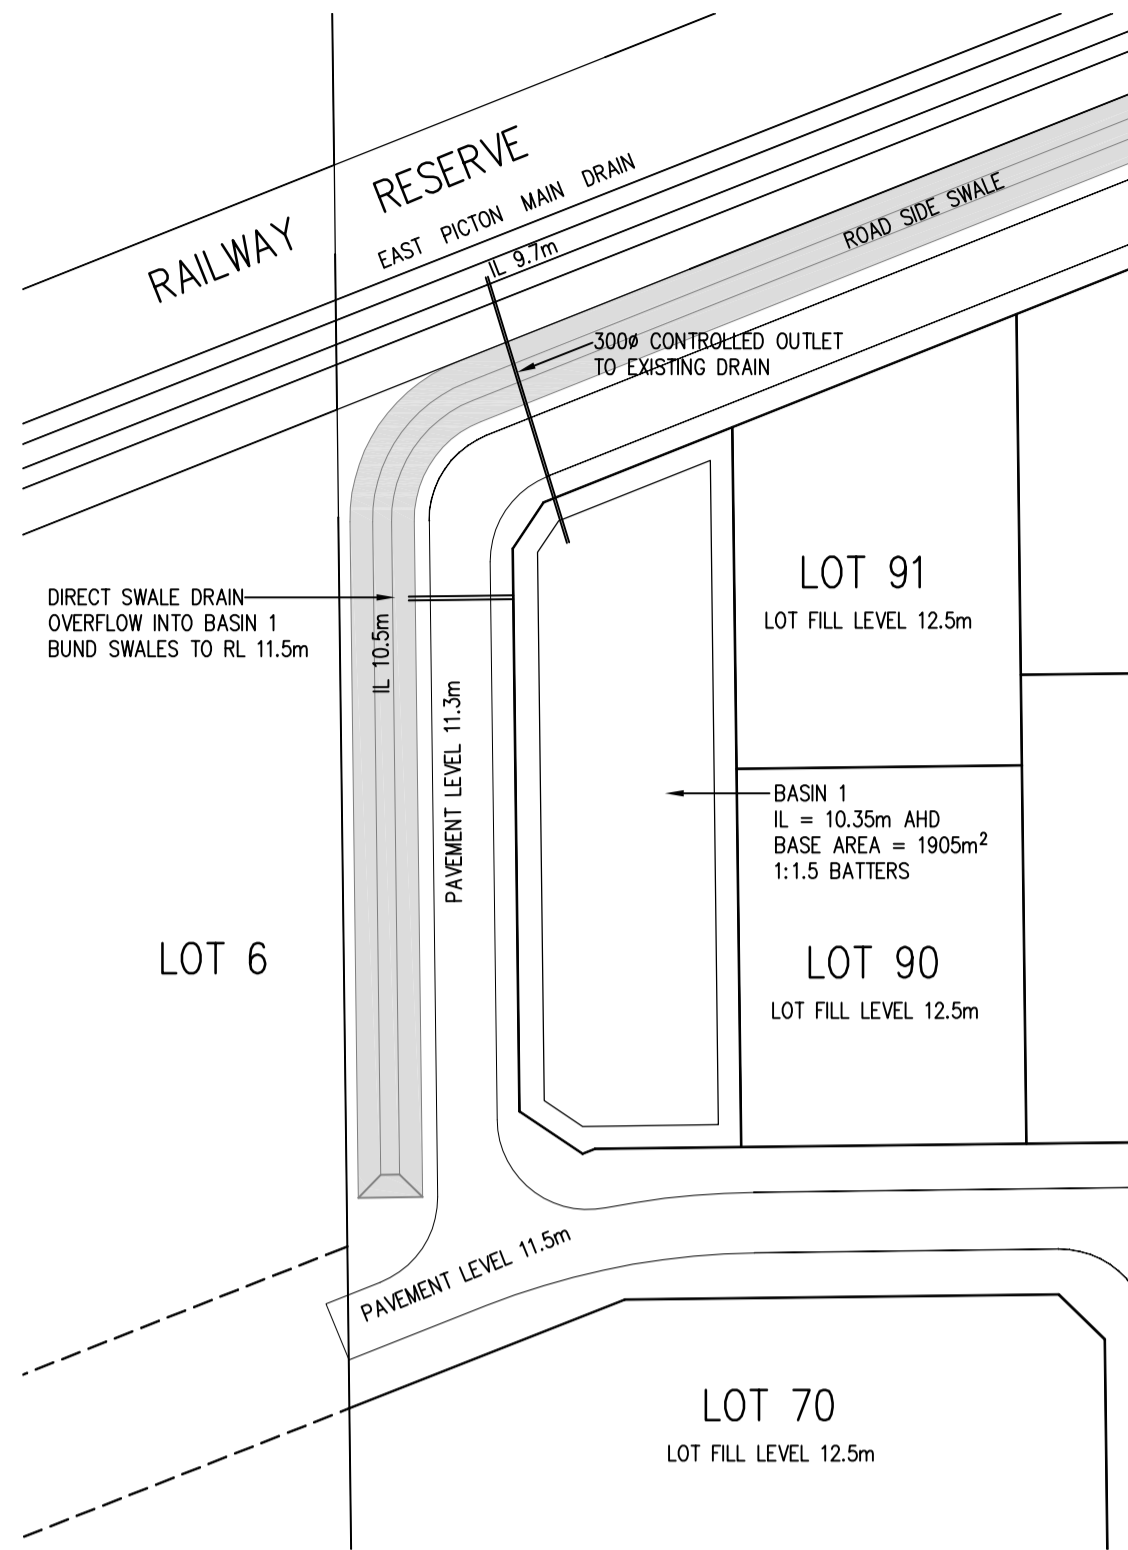 RAILWAY RESERVE
EAST PICTON MAIN DRAIN
IL 9.7m
ROAD SIDE SWALE
300ø CONTROLLED OUTLET
TO EXISTING DRAIN
DIRECT SWALE DRAIN
OVERFLOW INTO BASIN 1
BUND SWALES TO RL 11.5m
IL 10.5m
PAVEMENT LEVEL 11.3m
LOT 91
LOT FILL LEVEL 12.5m
BASIN 1
IL = 10.35m AHD
BASE AREA = 1905m²
1:1.5 BATTERS
LOT 6
LOT 90
LOT FILL LEVEL 12.5m
PAVEMENT LEVEL 11.5m
LOT 70
LOT FILL LEVEL 12.5m